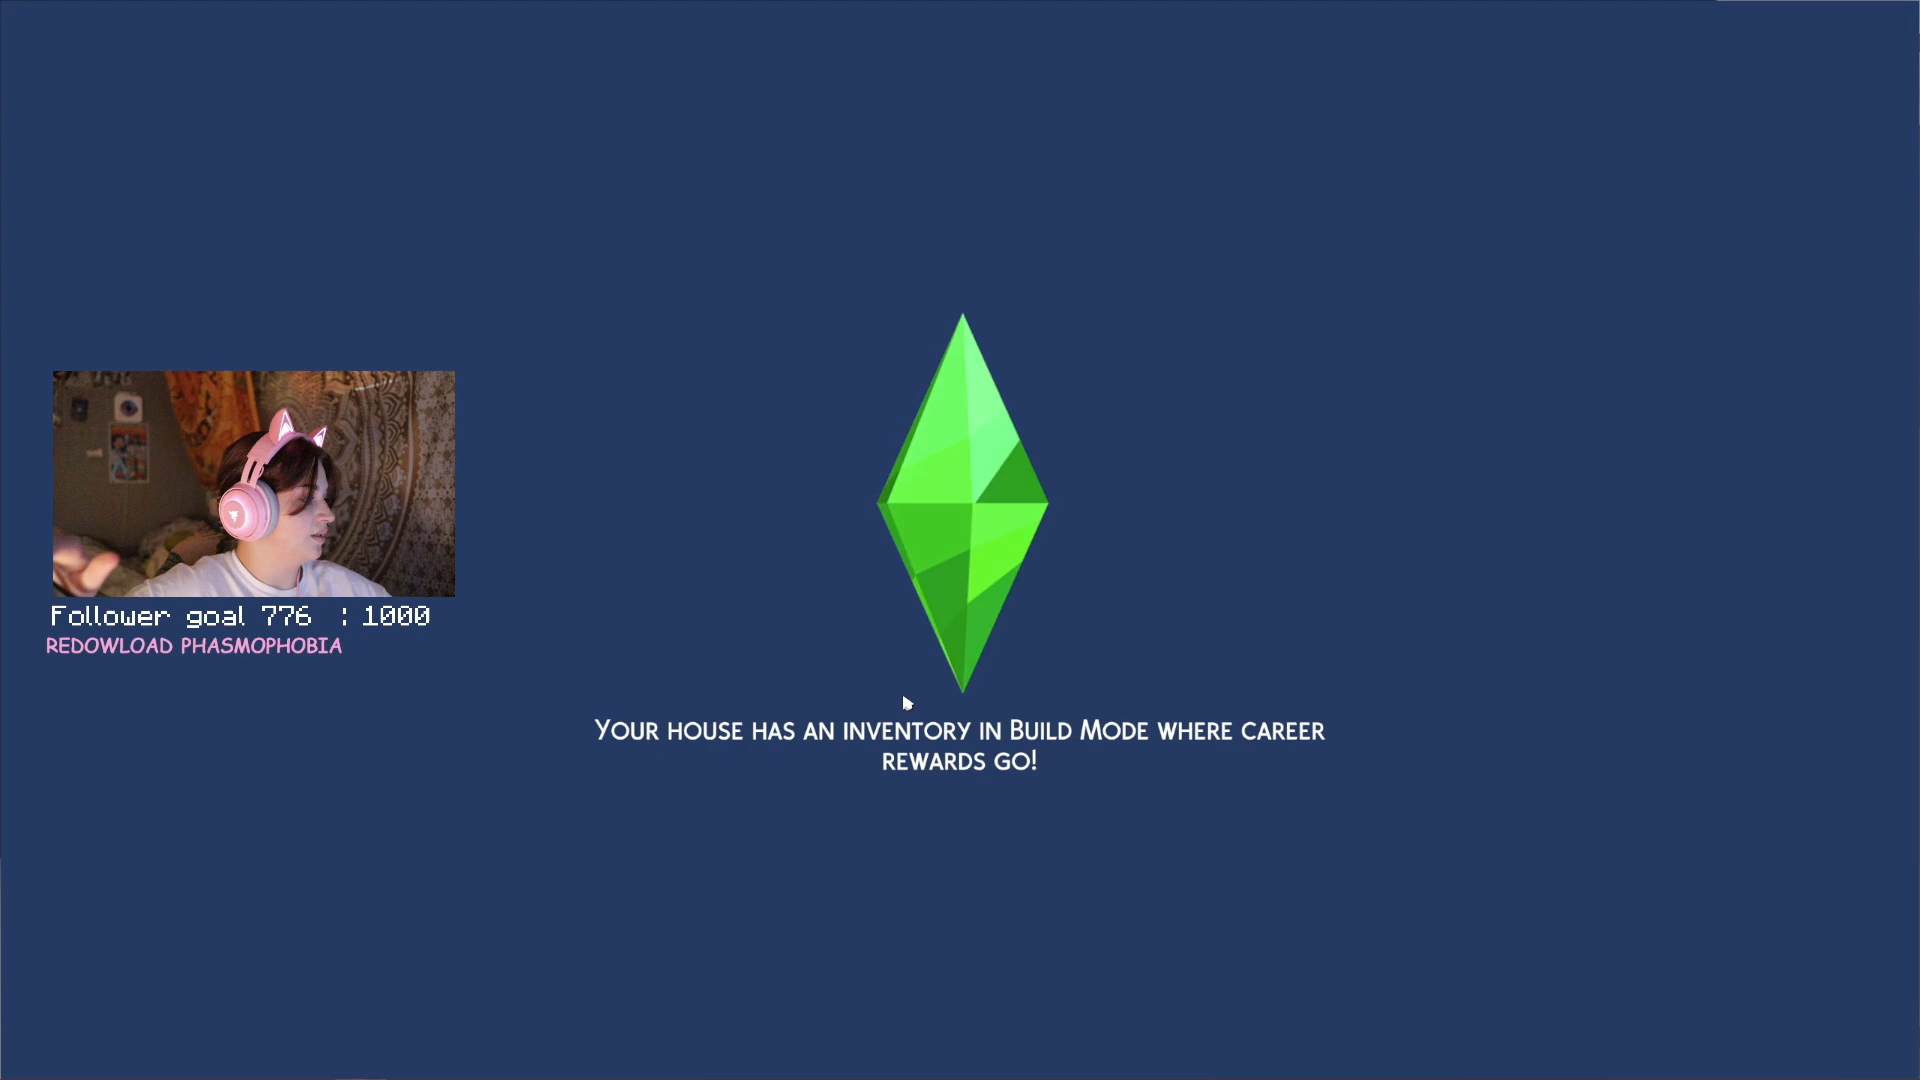 Follower goal 776 : 1000
REDOWLOAD PHASMOPHOBIA
YOUR HOUSE HAS AN INVENTORY IN BUILD MODE WHERE CAREER
REWARDS GO!